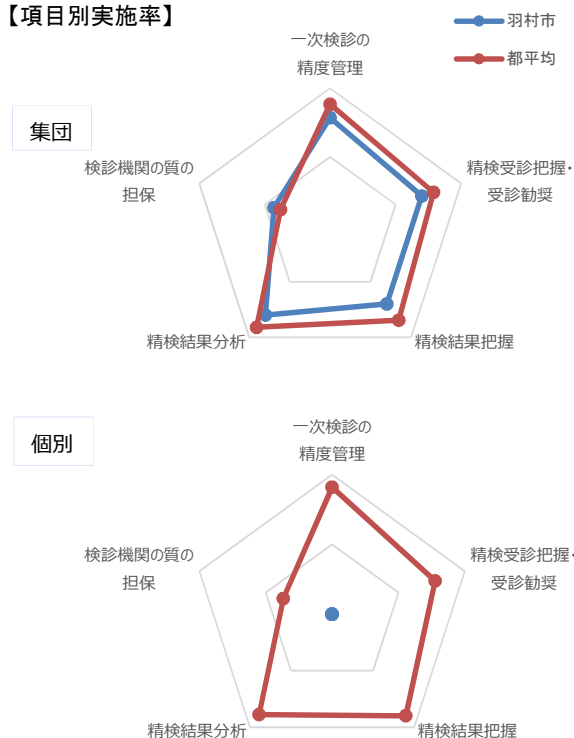 【項目別実施率】
羽村市
都平均
集団
一次検診の
精度管理
精検受診把握・
受診勧奨
精検結果把握
精検結果分析
検診機関の質の
担保
個別
一次検診の
精度管理
精検受診把握・
受診勧奨
精検結果把握
精検結果分析
検診機関の質の
担保